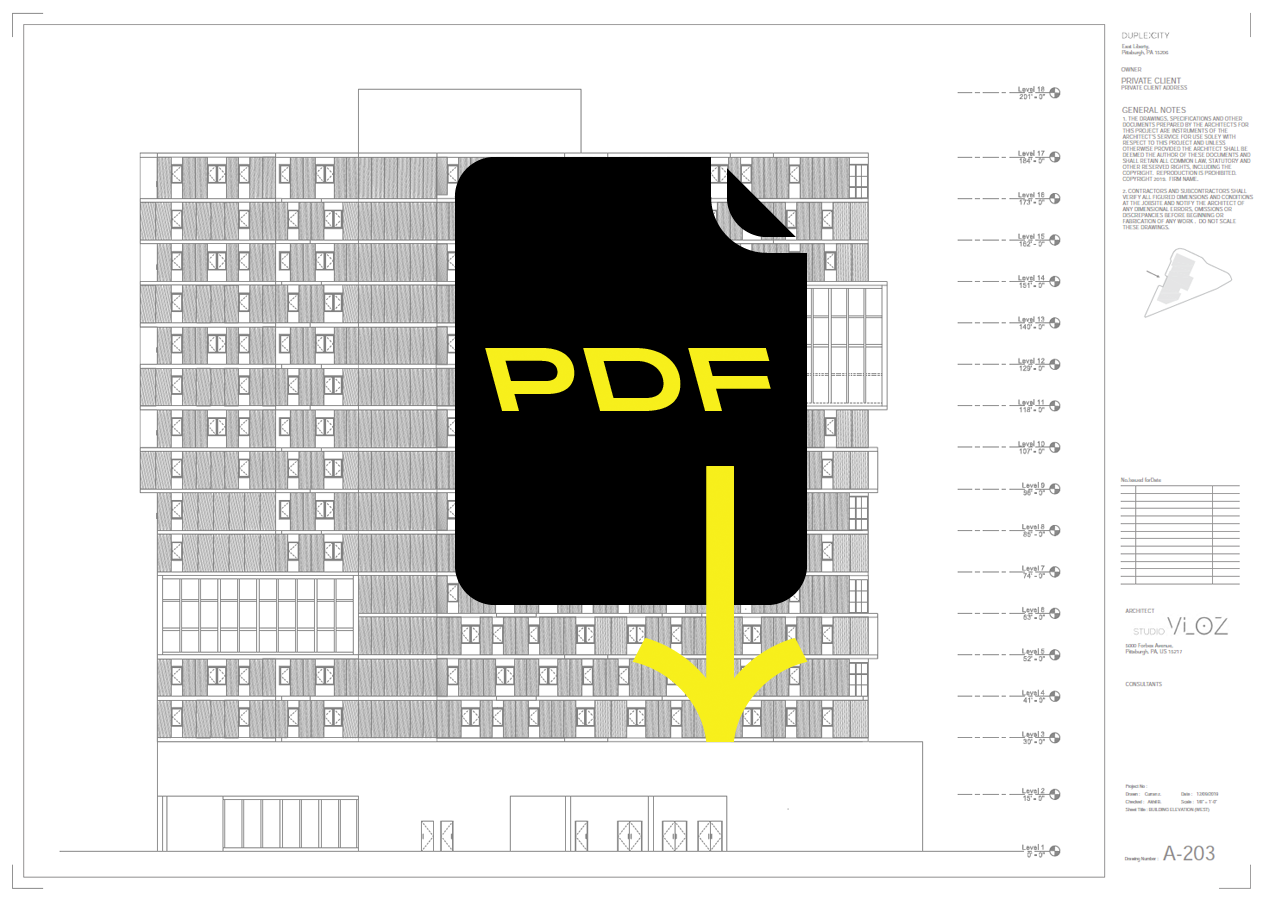 DUPLEXCITY
East Liberty,
Pittsburgh, PA 15206
OWNER
PRIVATE CLIENT
PRIVATE CLIENT ADDRESS
GENERAL NOTES
1. THE DRAWINGS, SPECIFICATIONS AND OTHER
DOCUMENTS PREPARED BY THE ARCHITECTS FOR
THIS PROJECT ARE INSTRUMENTS OF THE
ARCHITECT'S SERVICE FOR USE SOLEY WITH
RESPECT TO THIS PROJECT AND UNLESS
OTHERWISE PROVIDED THE ARCHITECT SHALL BE
DEEMED THE AUTHOR OF THESE DOCUMENTS AND
SHALL RETAIN ALL COMMON LAW, STATUTORY AND
OTHER RESERVED RIGHTS, INCLUDING THE
COPYRIGHT. REPRODUCTION IS PROHIBITED.
COPYRIGHT 2019. FIRM NAME.
2. CONTRACTORS AND SUBCONTRACTORS SHALL
VERIFY ALL FIGURED DIMENSIONS AND CONDITIONS
AT THE JOBSITE AND NOTIFY THE ARCHITECT OF
ANY DIMENSIONAL ERRORS, OMISSIONS OR
DISCREPANCIES BEFORE BEGINNING OR
FABRICATION OF ANY WORK. DO NOT SCALE
THESE DRAWINGS.
Level 18
201' - 0"
Level 17
184' - 0"
Level 16
173' - 0"
Level 15
162' - 0"
Level 14
151' - 0"
Level 13
140' - 0"
Level 12
129' - 0"
Level 11
118' - 0"
Level 10
107' - 0"
Level 9
96' - 0"
Level 8
85' - 0"
Level 7
74' - 0"
Level 6
63' - 0"
Level 5
52' - 0"
Level 4
41' - 0"
Level 3
30' - 0"
Level 2
15' - 0"
Level 1
0' - 0"
PDF
No. Issued for Date
ARCHITECT
STUDIO ViLOZ
5000 Forbes Avenue,
Pittsburgh, PA, US 15217
CONSULTANTS
Project No :
Drawn : Date :
Checked : Scale : 1/8" = 1'-0"
Sheet Title : BUILDING ELEVATION (WEST)
Drawing Number : A-203